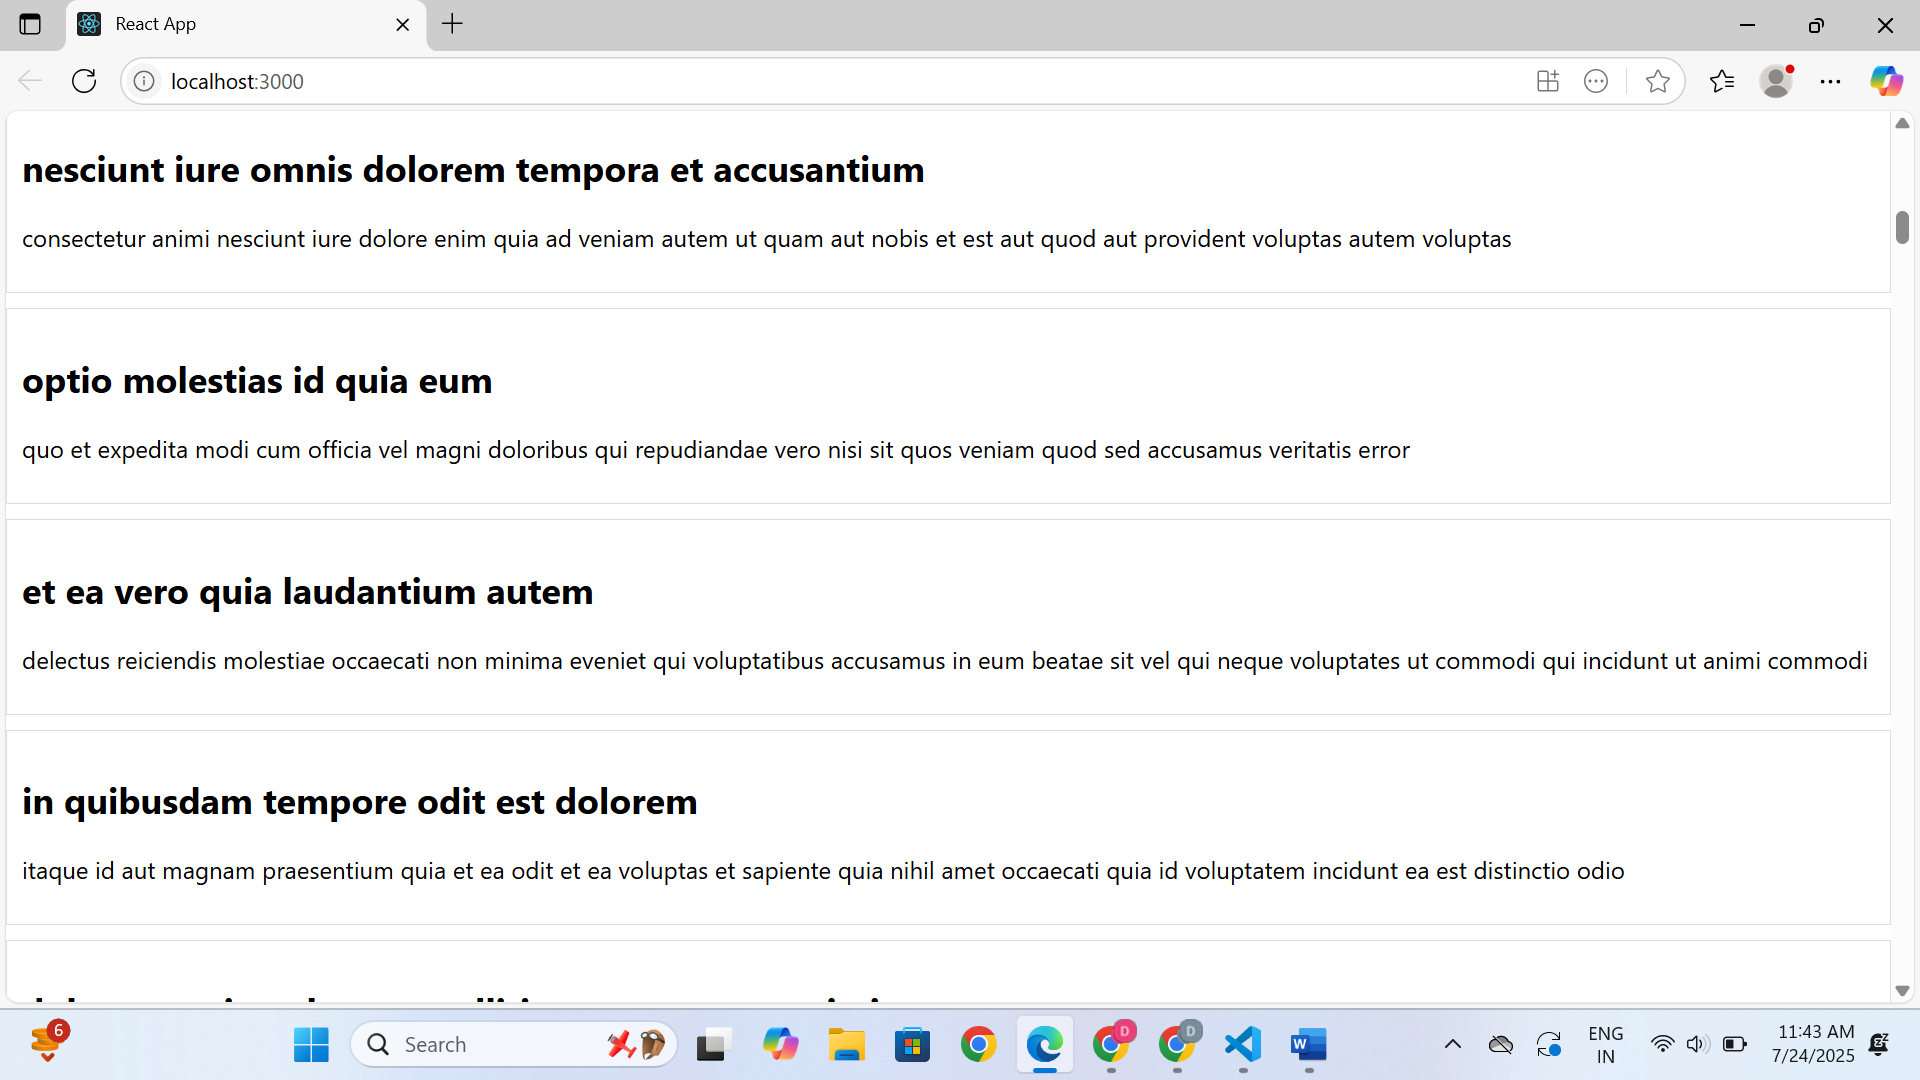 React App
localhost:3000
nesciunt iure omnis dolorem tempora et accusantium
consectetur animi nesciunt iure dolore enim quia ad veniam autem ut quam aut nobis et est aut quod aut provident voluptas autem voluptas
optio molestias id quia eum
quo et expedita modi cum officia vel magni doloribus qui repudiandae vero nisi sit quos veniam quod sed accusamus veritatis error
et ea vero quia laudantium autem
delectus reiciendis molestiae occaecati non minima eveniet qui voluptatibus accusamus in eum beatae sit vel qui neque voluptates ut commodi qui incidunt ut animi commodi
in quibusdam tempore odit est dolorem
itaque id aut magnam praesentium quia et ea odit et ea voluptas et sapiente quia nihil amet occaecati quia id voluptatem incidunt ea est distinctio odio
6
Search
D
D
W
ENG
IN
11:43 AM
7/24/2025